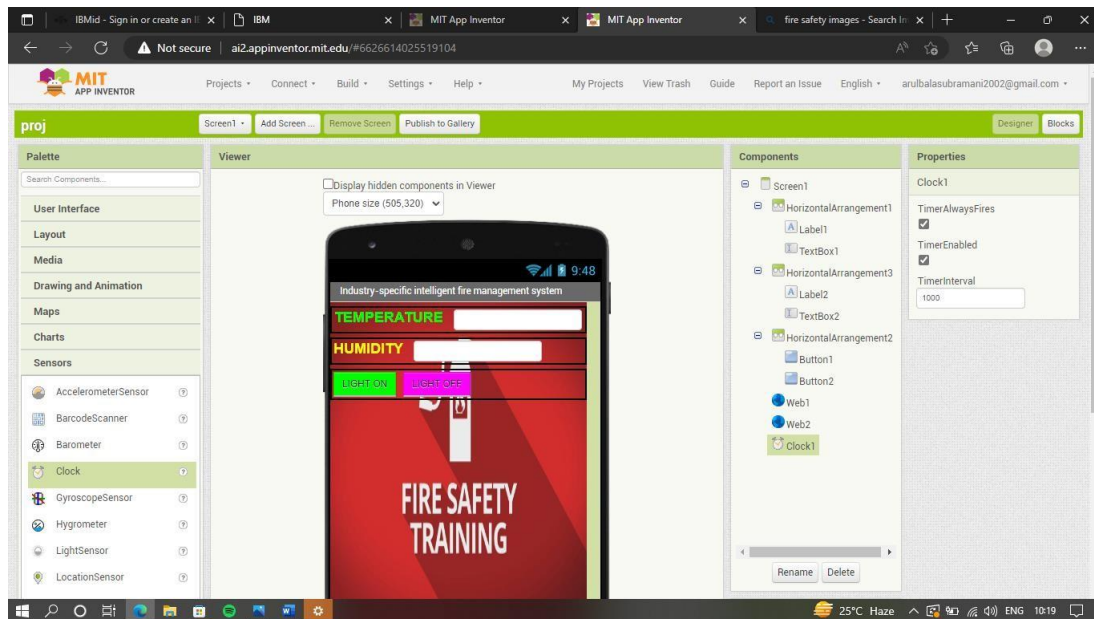 IBMid - Sign in or create an I
IBM
MIT App Inventor
MIT App Inventor
fire safety images - Search Im
Not secure
ai2.appinventor.mit.edu/#6626614025519104
MIT
APP INVENTOR
Projects
Connect
Build
Settings
Help
My Projects
View Trash
Guide
Report an Issue
English
arulbalasubramani2002@gmail.com
proj
Screen1
Add Screen ...
Remove Screen
Publish to Gallery
Designer
Blocks
Palette
Search Components...
User Interface
Layout
Media
Drawing and Animation
Maps
Charts
Sensors
AccelerometerSensor
BarcodeScanner
Barometer
Clock
GyroscopeSensor
Hygrometer
LightSensor
LocationSensor
Viewer
Display hidden components in Viewer
Phone size (505,320)
9:48
Industry-specific intelligent fire management system
TEMPERATURE
HUMIDITY
LIGHT ON
LIGHT OFF
FIRE SAFETY
TRAINING
Components
Screen1
HorizontalArrangement1
Label1
TextBox1
HorizontalArrangement3
Label2
TextBox2
HorizontalArrangement2
Button1
Button2
Web1
Web2
Clock1
Rename
Delete
Properties
Clock1
TimerAlwaysFires
TimerEnabled
TimerInterval
1000
25°C Haze
ENG
10:19